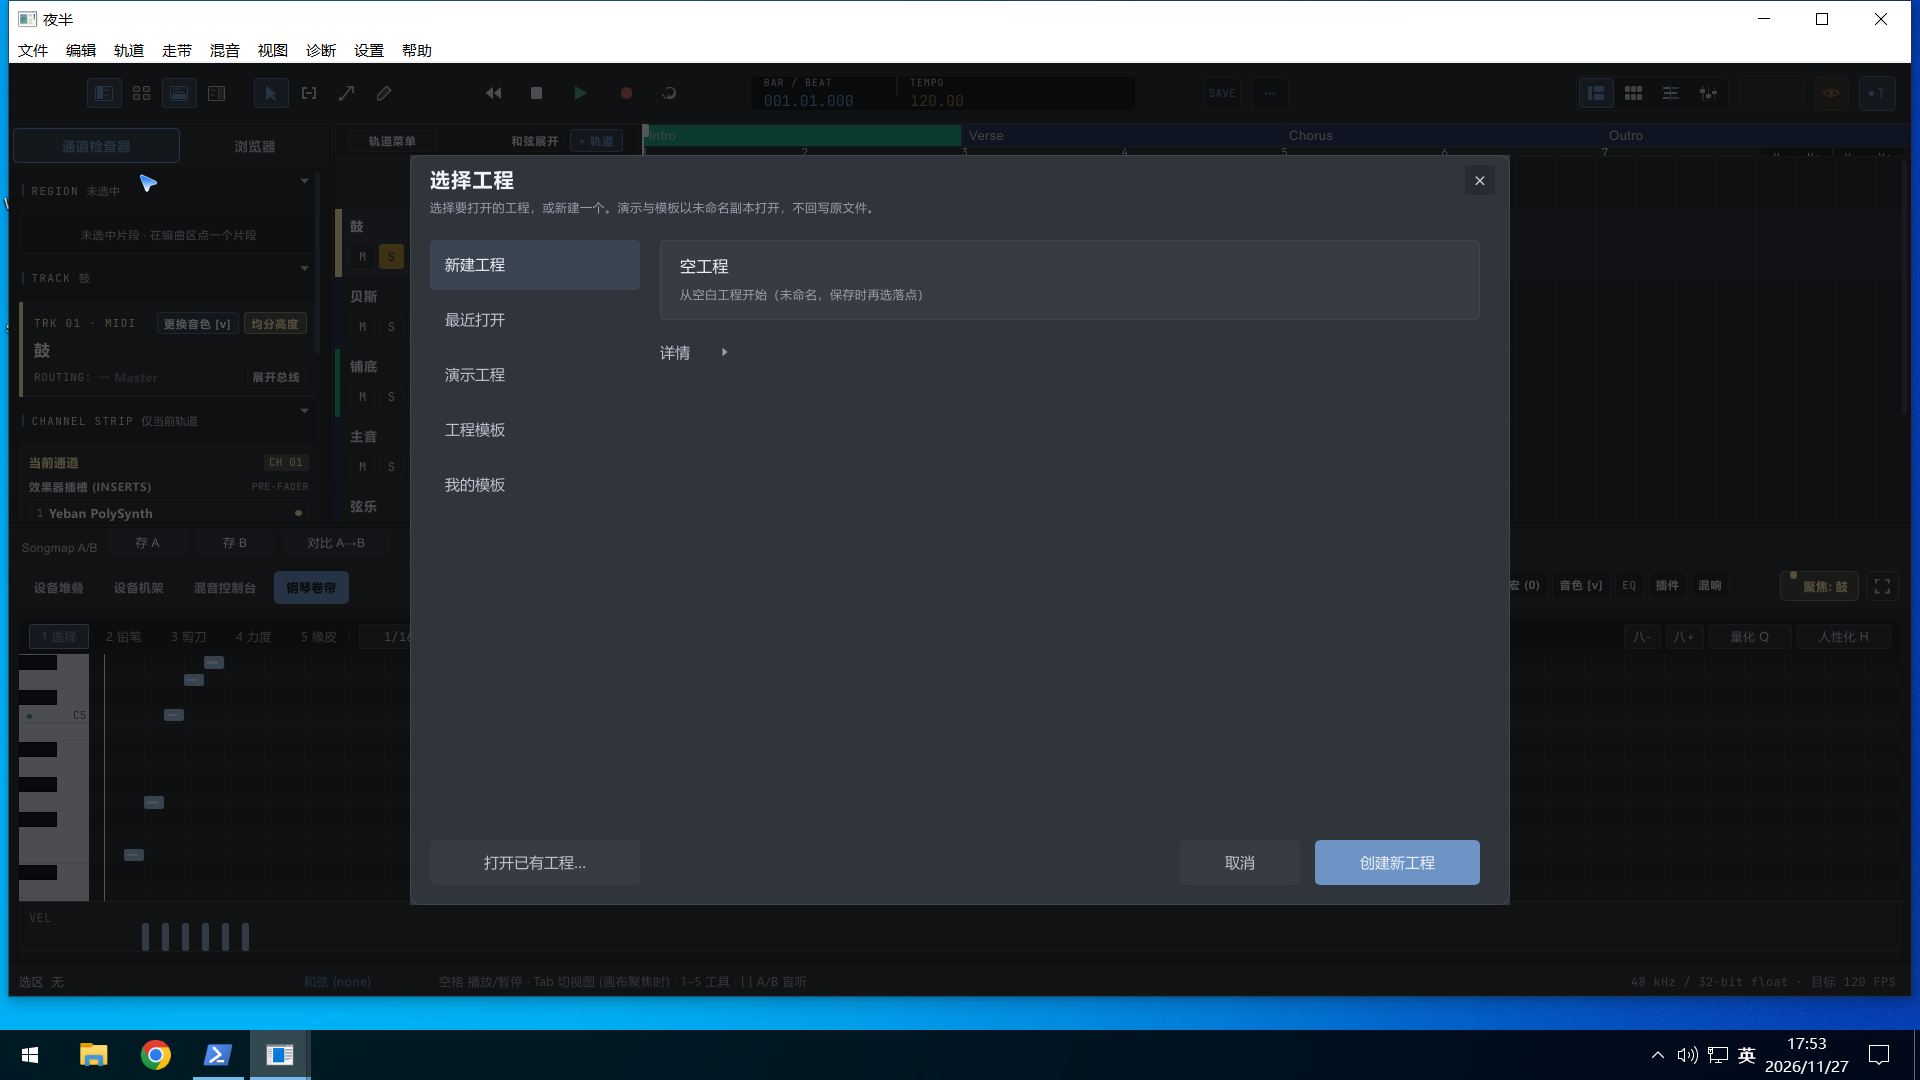 夜半
文件 编辑 轨道 走带 混音 视图 诊断 设置 帮助
BAR / BEAT
001.01.000
TEMPO
120.00
SAVE
T
通道检查器
浏览器
轨道菜单
和弦展开
+ 轨道
Intro
Verse
Chorus
Outro
1 2 3 4 5 6 7
REGION 未选中
未选中片段 · 在编曲区点一个片段
TRACK 鼓
TRK 01 · MIDI
更换音色 [v]
均分高度
鼓
ROUTING: → Master
展开总线
CHANNEL STRIP 仅当前轨道
当前通道
CH 01
效果器插槽 (INSERTS)
PRE-FADER
1 Yeban PolySynth
鼓
M S
贝斯
M S
铺底
M S
主音
M S
弦乐
选择工程
选择要打开的工程，或新建一个。演示与模板以未命名副本打开，不回写原文件。
新建工程
最近打开
演示工程
工程模板
我的模板
空工程
从空白工程开始（未命名，保存时再选落点）
详情
打开已有工程...
取消
创建新工程
Songmap A/B
存 A
存 B
对比 A→B
设备堆叠
设备机架
混音控制台
钢琴卷帘
宏 (0)
音色 [v]
EQ
插件
混响
聚焦: 鼓
1 选择
2 铅笔
3 剪刀
4 力度
5 橡皮
1/16
八-
八+
量化 Q
人性化 H
C5
VEL
选区 无
和弦 (none)
空格 播放/暂停 · Tab 切视图 (画布聚焦时) · 1–5 工具 · [ ] A/B 盲听
48 kHz / 32-bit float · 目标 120 FPS
英
17:53
2026/11/27